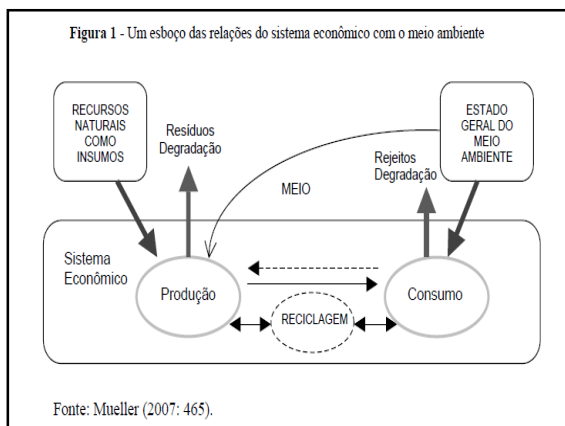 Figura 1 - Um esboço das relações do sistema econômico com o meio ambiente
RECURSOS
NATURAIS
COMO
INSUMOS
Resíduos
Degradação
MEIO
Rejeitos
Degradação
ESTADO
GERAL DO
MEIO
AMBIENTE
Sistema
Econômico
Produção
RECICLAGEM
Consumo
Fonte: Mueller (2007: 465).